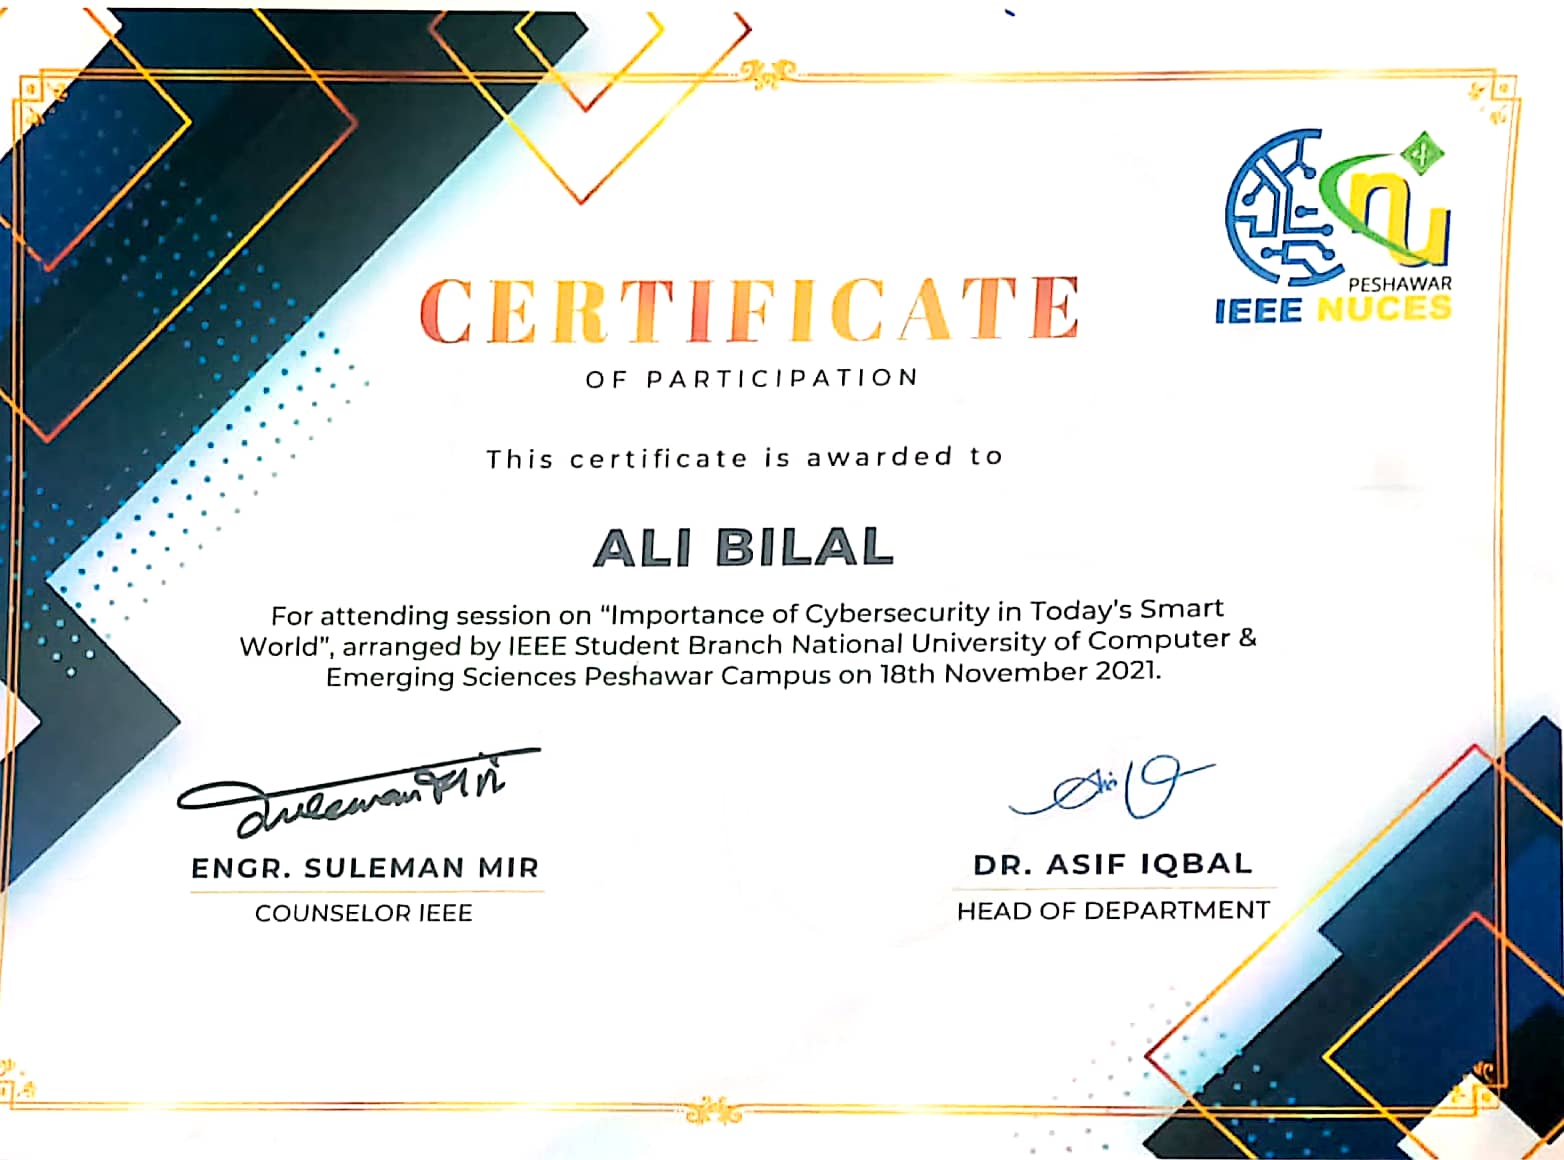 PESHAWAR
IEEE NUCES
CERTIFICATE
OF PARTICIPATION
This certificate is awarded to
ALI BILAL
For attending session on “Importance of Cybersecurity in Today's Smart
World”, arranged by IEEE Student Branch National University of Computer &
Emerging Sciences Peshawar Campus on 18th November 2021.
Suleman Mir
ENGR. SULEMAN MIR
COUNSELOR IEEE
DR. ASIF IQBAL
HEAD OF DEPARTMENT